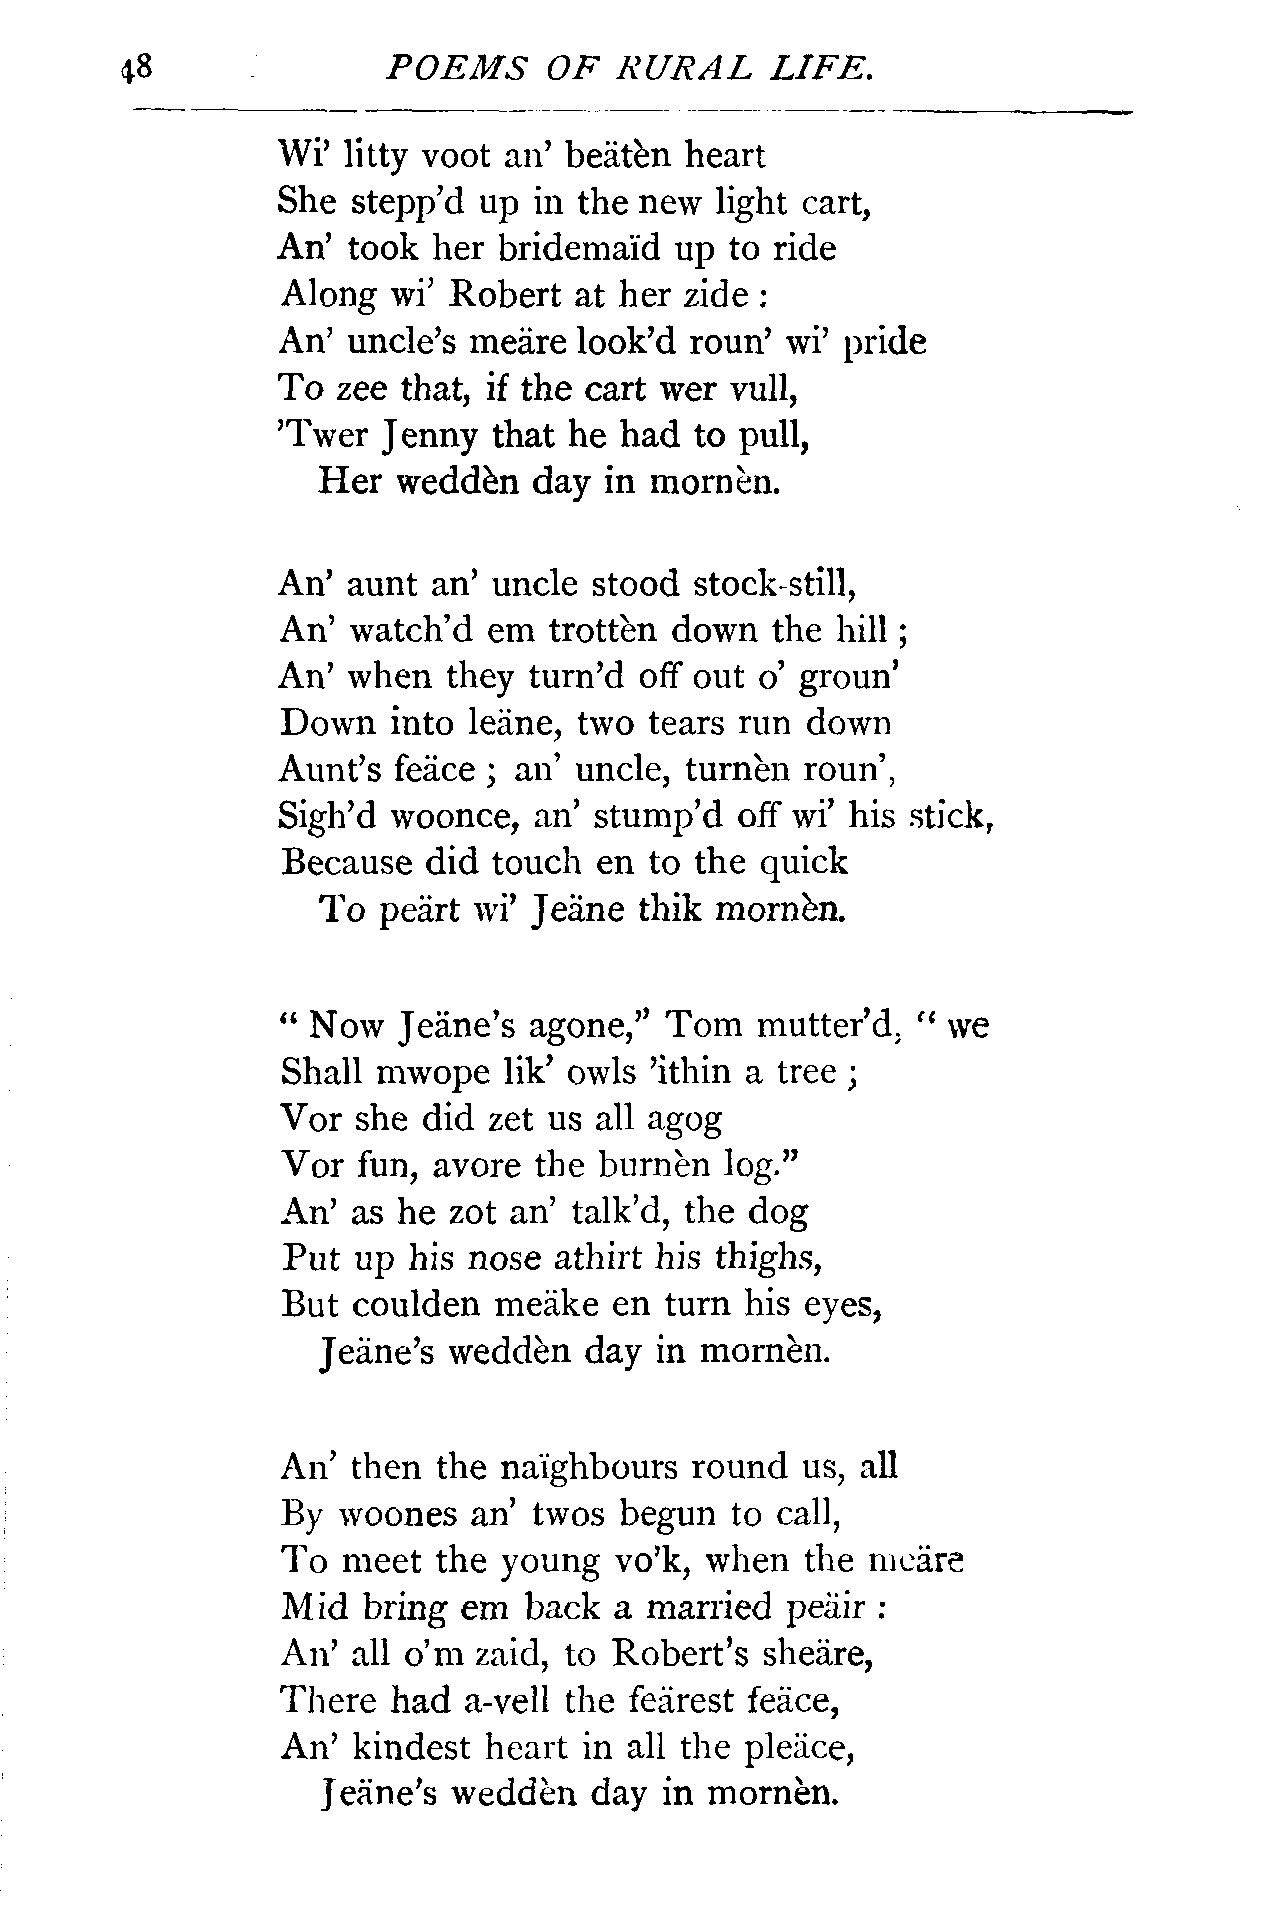 48 POEMS OF RURAL LIFE.
Wi' litty voot an' beätèn heart
She stepp'd up in the new light cart,
An' took her bridemaïd up to ride
Along wi' Robert at her zide :
An' uncle's meäre look'd roun' wi' pride
To zee that, if the cart wer vull,
'Twer Jenny that he had to pull,
Her weddèn day in mornèn.
An' aunt an' uncle stood stock-still,
An' watch'd em trottèn down the hill ;
An' when they turn'd off out o' groun'
Down into leäne, two tears run down
Aunt's feäce ; an' uncle, turnèn roun',
Sigh'd woonce, an' stump'd off wi' his stick,
Because did touch en to the quick
To peärt wi' Jeäne thik mornèn.
“ Now Jeäne's agone,” Tom mutter'd, “ we
Shall mwope lik' owls 'ithin a tree ;
Vor she did zet us all agog
Vor fun, avore the burnèn log.”
An' as he zot an' talk'd, the dog
Put up his nose athirt his thighs,
But coulden meäke en turn his eyes,
Jeäne's weddèn day in mornèn.
An' then the naïghbours round us, all
By woones an' twos begun to call,
To meet the young vo'k, when the meäre
Mid bring em back a married peäir :
An' all o'm zaid, to Robert's sheäre,
There had a-vell the feärest feäce,
An' kindest heart in all the pleäce,
Jeäne's weddèn day in mornèn.